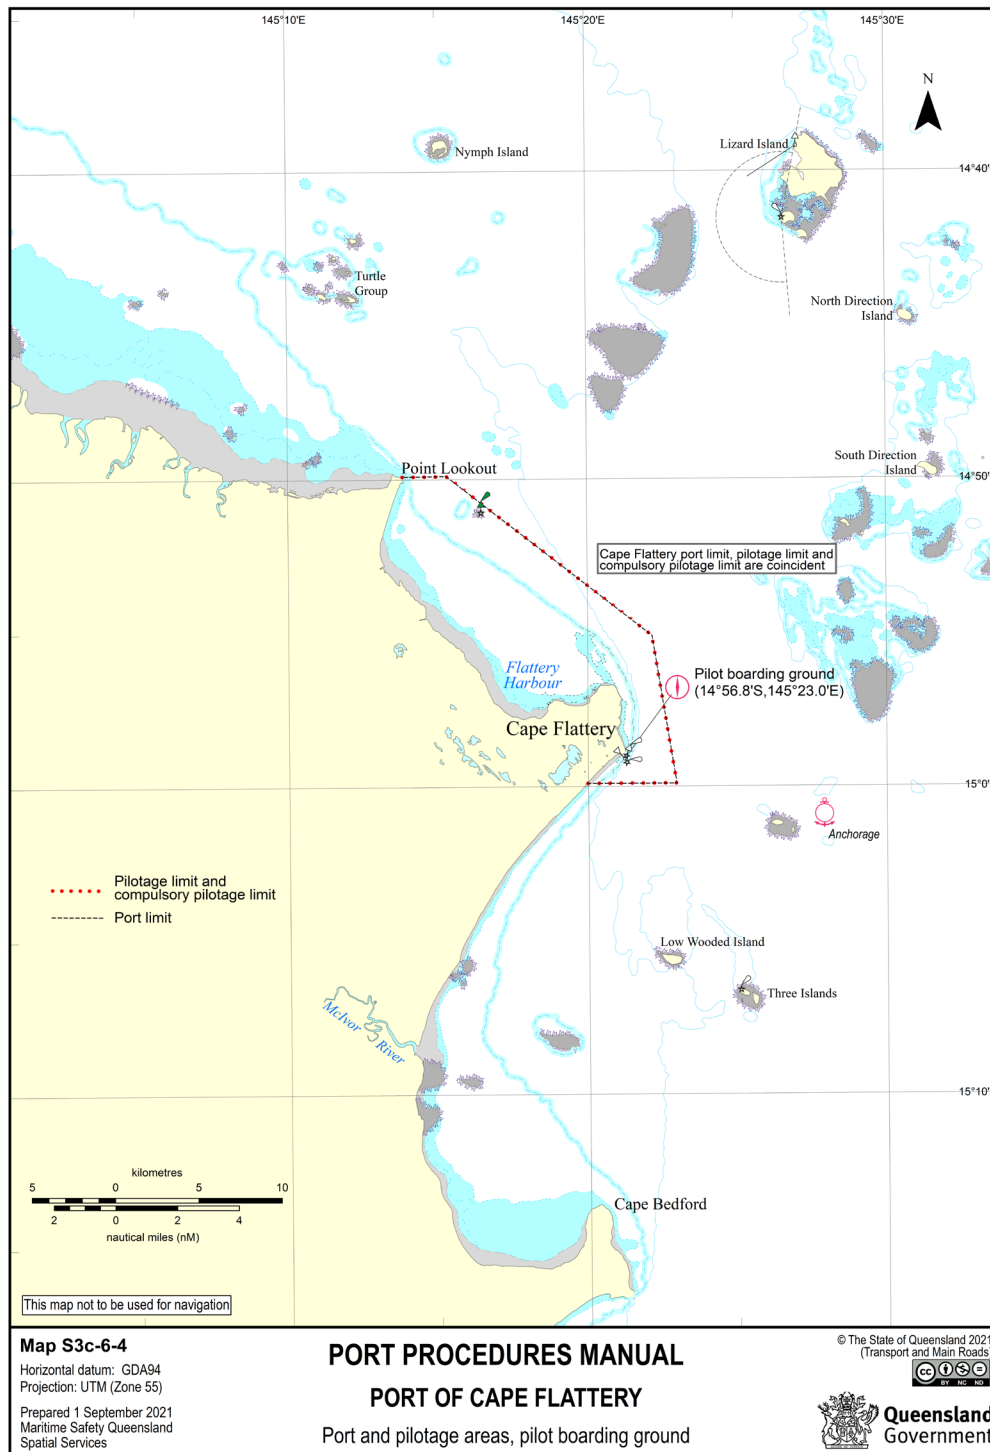 145°10'E
145°20'E
145°30'E
N
Nymph Island
Lizard Island
14°40'
Turtle
Group
North Direction
Island
Point Lookout
South Direction
Island
14°50'
Cape Flattery port limit, pilotage limit and
compulsory pilotage limit are coincident
Flattery
Harbour
Pilot boarding ground
(14°56.8'S,145°23.0'E)
Cape Flattery
15°0'
Anchorage
Pilotage limit and
compulsory pilotage limit
Port limit
Low Wooded Island
Three Islands
McIvor River
15°10'
kilometres
5 0 5 10
2 0 2 4
nautical miles (nM)
Cape Bedford
This map not to be used for navigation
Map S3c-6-4
Horizontal datum: GDA94
Projection: UTM (Zone 55)
Prepared 1 September 2021
Maritime Safety Queensland
Spatial Services
PORT PROCEDURES MANUAL
PORT OF CAPE FLATTERY
Port and pilotage areas, pilot boarding ground
© The State of Queensland 2021
(Transport and Main Roads)
cc BY NC ND
Queensland
Government